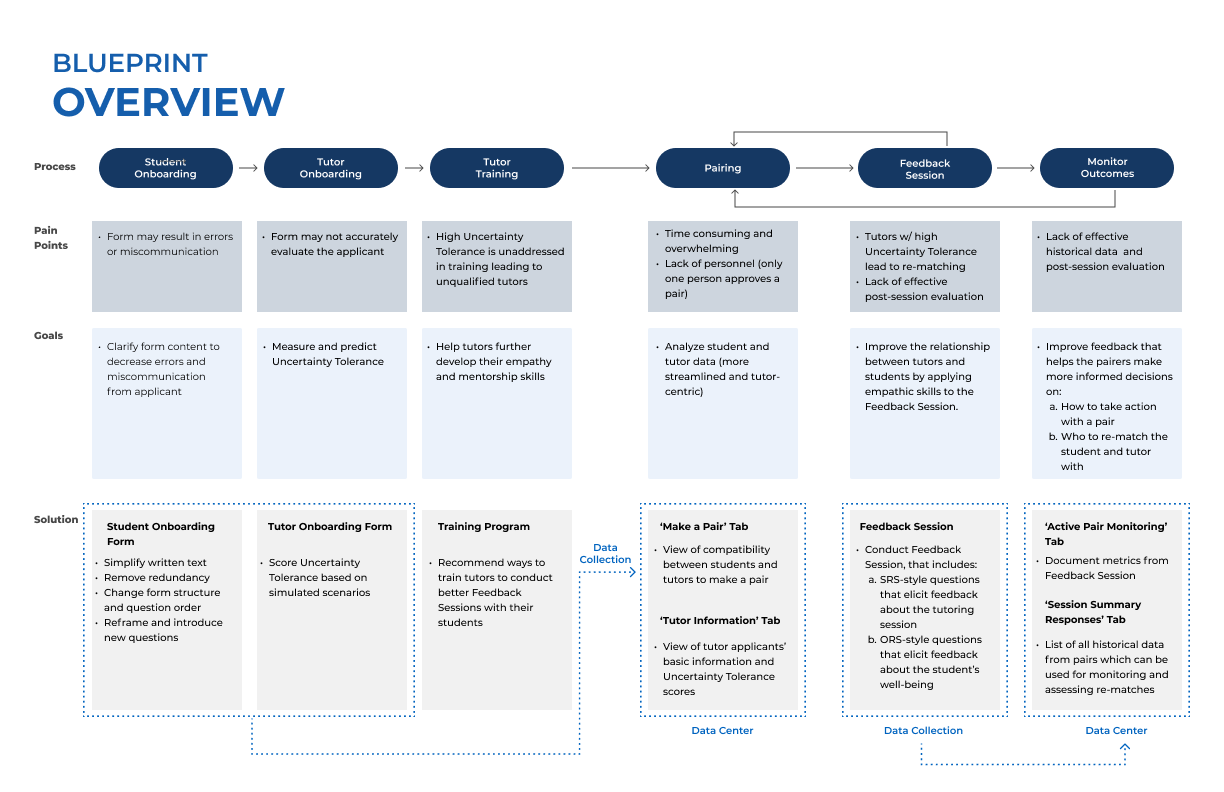 BLUEPRINT
OVERVIEW
Process
Student
Onboarding
Tutor
Onboarding
Tutor
Training
Pairing
Feedback
Session
Monitor
Outcomes
Pain
Points
• Form may result in errors
or miscommunication
• Form may not accurately
evaluate the applicant
• High Uncertainty
Tolerance is unaddressed
in training leading to
unqualified tutors
• Time consuming and
overwhelming
• Lack of personnel (only
one person approves a
pair)
• Tutors w/ high
Uncertainty Tolerance
lead to re-matching
• Lack of effective
post-session evaluation
• Lack of effective
historical data and
post-session evaluation
Goals
• Clarify form content to
decrease errors and
miscommunication
from applicant
• Measure and predict
Uncertainty Tolerance
• Help tutors further
develop their empathy
and mentorship skills
• Analyze student and
tutor data (more
streamlined and tutor-
centric)
• Improve the relationship
between tutors and
students by applying
empathic skills to the
Feedback Session.
• Improve feedback that
helps the pairers make
more informed decisions
on:
a. How to take action
with a pair
b. Who to re-match the
student and tutor
with
Solution
Student Onboarding
Form
• Simplify written text
• Remove redundancy
• Change form structure
and question order
• Reframe and introduce
new questions
Tutor Onboarding Form
• Score Uncertainty
Tolerance based on
simulated scenarios
Training Program
• Recommend ways to
train tutors to conduct
better Feedback
Sessions with their
students
Data
Collection
‘Make a Pair’ Tab
• View of compatibility
between students and
tutors to make a pair
‘Tutor Information’ Tab
• View of tutor applicants’
basic information and
Uncertainty Tolerance
scores
Data Center
Feedback Session
• Conduct Feedback
Session, that includes:
a. SRS-style questions
that elicit feedback
about the tutoring
session
b. ORS-style questions
that elicit feedback
about the student’s
well-being
Data Collection
‘Active Pair Monitoring’
Tab
• Document metrics from
Feedback Session
‘Session Summary
Responses’ Tab
• List of all historical data
from pairs which can be
used for monitoring and
assessing re-matches
Data Center